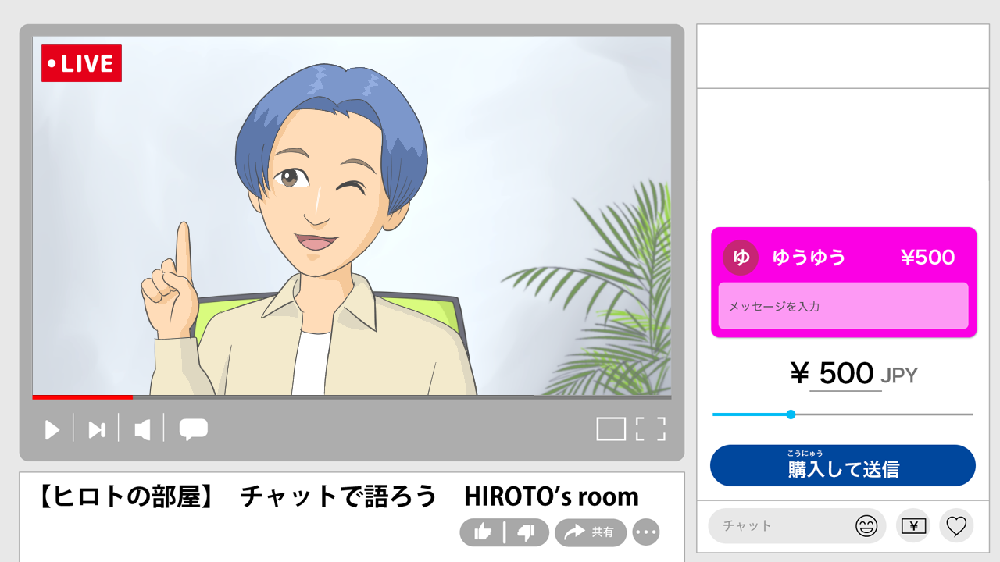 • LIVE
【ヒロトの部屋】 チャットで語ろう HIROTO’s room
共有
ゆ ゆうゆう ¥500
メッセージを入力
¥ 500 JPY
こうにゅう
購入して送信
チャット
¥